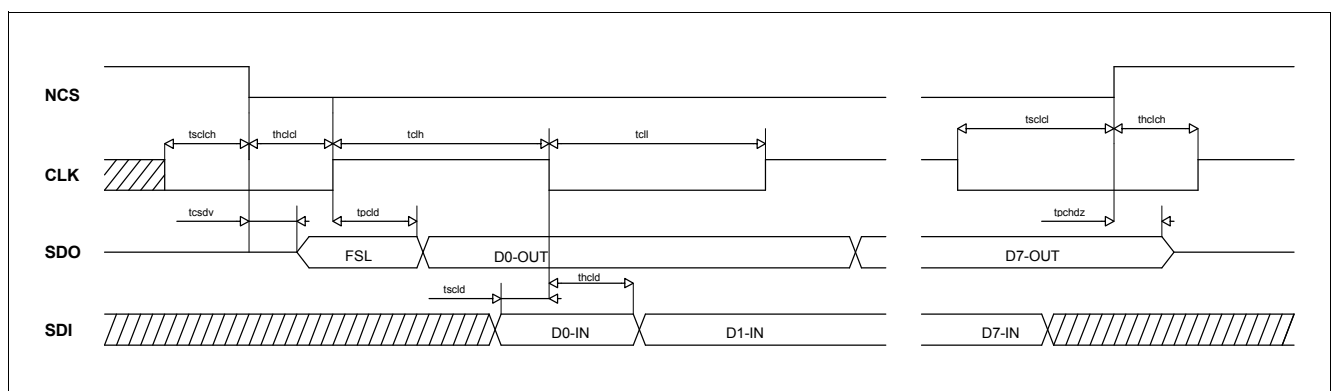 NCS
tsclch thclcl tclh tcll tsclcl thclch
CLK
tcsdv tpcld tpchdz
SDO FSL D0-OUT D7-OUT
tscld thcld
SDI D0-IN D1-IN D7-IN